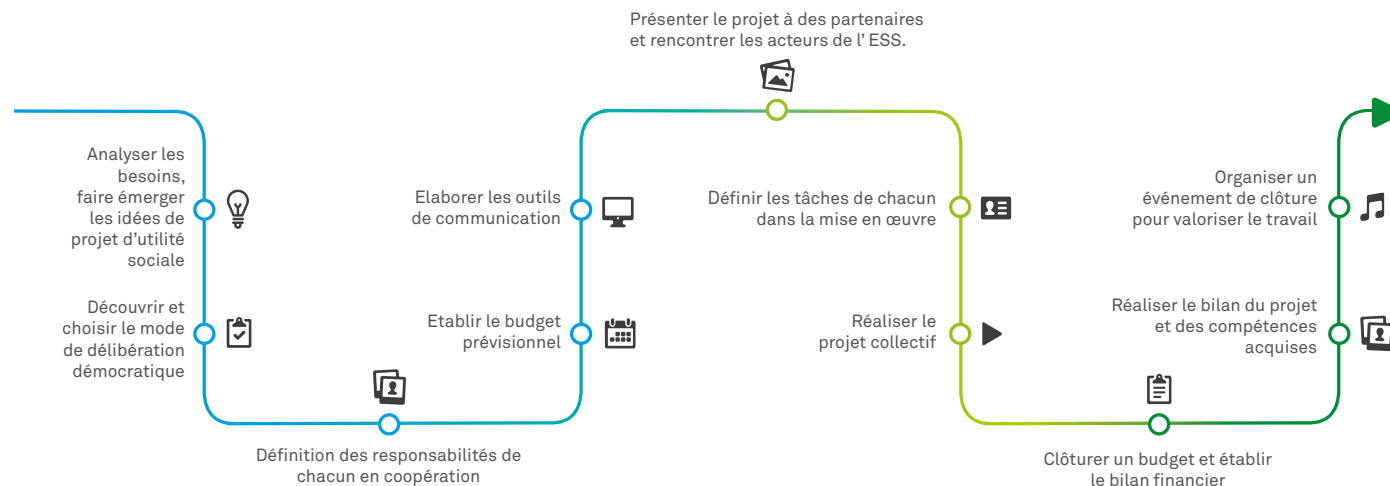 Analyser les
besoins,
faire émerger
les idées de
projet d’utilité
sociale
Découvrir et
choisir le mode
de délibération
démocratique
Définition des responsabilités de
chacun en coopération
Etablir le budget
prévisionnel
Elaborer les outils
de communication
Présenter le projet à des partenaires
et rencontrer les acteurs de l’ ESS.
Définir les tâches de chacun
dans la mise en œuvre
Réaliser le
projet collectif
Clôturer un budget et établir
le bilan financier
Réaliser le bilan du projet
et des compétences
acquises
Organiser un
événement de clôture
pour valoriser le travail